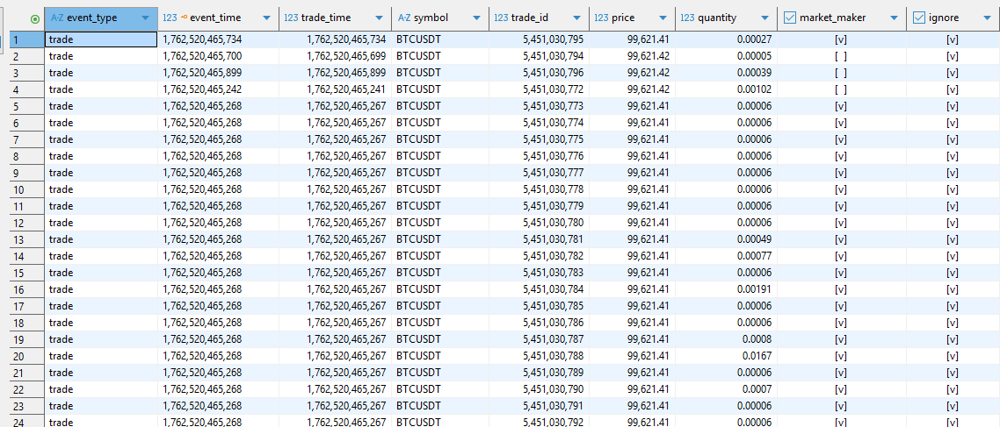 A-Z event_type 123 event_time 123 trade_time A-Z symbol 123 trade_id 123 price 123 quantity market_maker ignore
1 trade 1,762,520,465,734 1,762,520,465,734 BTCUSDT 5,451,030,795 99,621.41 0.00027 [v] [v]
2 trade 1,762,520,465,700 1,762,520,465,699 BTCUSDT 5,451,030,794 99,621.42 0.00005 [ ] [v]
3 trade 1,762,520,465,899 1,762,520,465,899 BTCUSDT 5,451,030,796 99,621.42 0.00039 [ ] [v]
4 trade 1,762,520,465,242 1,762,520,465,241 BTCUSDT 5,451,030,772 99,621.42 0.00102 [ ] [v]
5 trade 1,762,520,465,268 1,762,520,465,267 BTCUSDT 5,451,030,773 99,621.41 0.00006 [v] [v]
6 trade 1,762,520,465,268 1,762,520,465,267 BTCUSDT 5,451,030,774 99,621.41 0.00006 [v] [v]
7 trade 1,762,520,465,268 1,762,520,465,267 BTCUSDT 5,451,030,775 99,621.41 0.00006 [v] [v]
8 trade 1,762,520,465,268 1,762,520,465,267 BTCUSDT 5,451,030,776 99,621.41 0.00006 [v] [v]
9 trade 1,762,520,465,268 1,762,520,465,267 BTCUSDT 5,451,030,777 99,621.41 0.00006 [v] [v]
10 trade 1,762,520,465,268 1,762,520,465,267 BTCUSDT 5,451,030,778 99,621.41 0.00006 [v] [v]
11 trade 1,762,520,465,268 1,762,520,465,267 BTCUSDT 5,451,030,779 99,621.41 0.00006 [v] [v]
12 trade 1,762,520,465,268 1,762,520,465,267 BTCUSDT 5,451,030,780 99,621.41 0.00006 [v] [v]
13 trade 1,762,520,465,268 1,762,520,465,267 BTCUSDT 5,451,030,781 99,621.41 0.00049 [v] [v]
14 trade 1,762,520,465,268 1,762,520,465,267 BTCUSDT 5,451,030,782 99,621.41 0.00077 [v] [v]
15 trade 1,762,520,465,268 1,762,520,465,267 BTCUSDT 5,451,030,783 99,621.41 0.00006 [v] [v]
16 trade 1,762,520,465,268 1,762,520,465,267 BTCUSDT 5,451,030,784 99,621.41 0.00191 [v] [v]
17 trade 1,762,520,465,268 1,762,520,465,267 BTCUSDT 5,451,030,785 99,621.41 0.00006 [v] [v]
18 trade 1,762,520,465,268 1,762,520,465,267 BTCUSDT 5,451,030,786 99,621.41 0.00006 [v] [v]
19 trade 1,762,520,465,268 1,762,520,465,267 BTCUSDT 5,451,030,787 99,621.41 0.0008 [v] [v]
20 trade 1,762,520,465,268 1,762,520,465,267 BTCUSDT 5,451,030,788 99,621.41 0.0167 [v] [v]
21 trade 1,762,520,465,268 1,762,520,465,267 BTCUSDT 5,451,030,789 99,621.41 0.00006 [v] [v]
22 trade 1,762,520,465,268 1,762,520,465,267 BTCUSDT 5,451,030,790 99,621.41 0.0007 [v] [v]
23 trade 1,762,520,465,268 1,762,520,465,267 BTCUSDT 5,451,030,791 99,621.41 0.00006 [v] [v]
24 trade 1,762,520,465,268 1,762,520,465,267 BTCUSDT 5,451,030,792 99,621.41 0.00006 [v] [v]